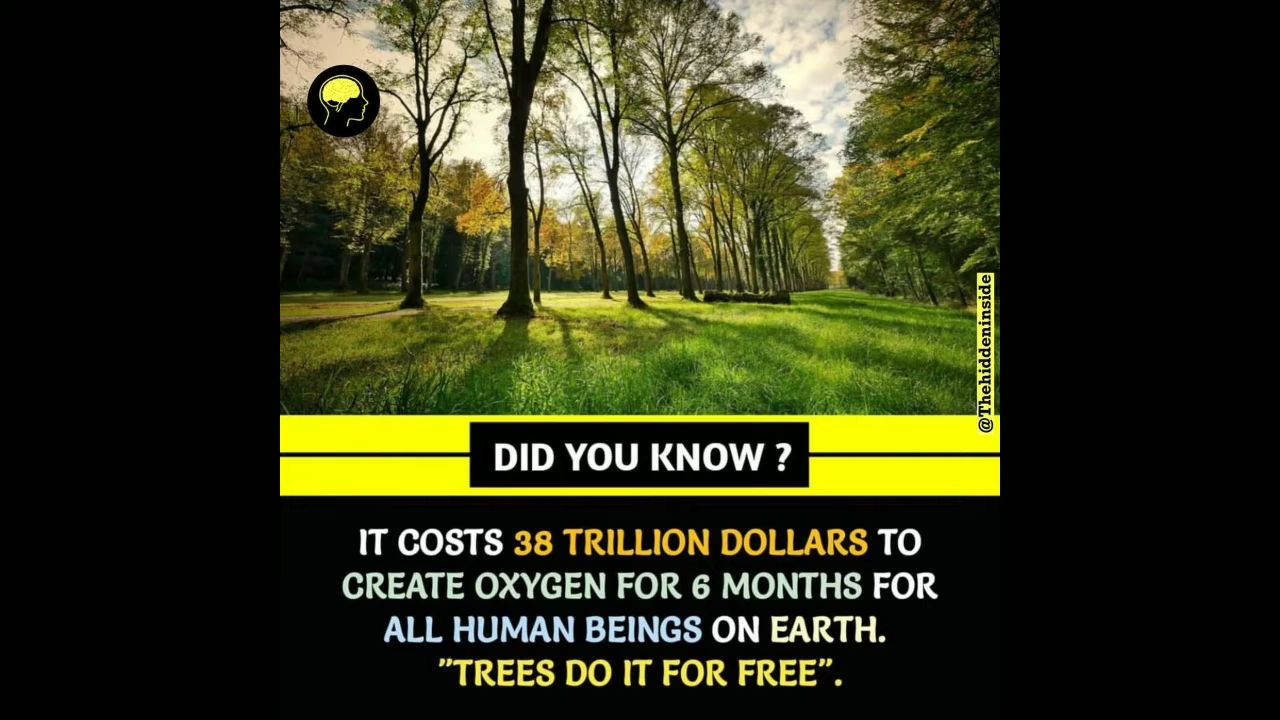 @Thehiddeninside
DID YOU KNOW ?
IT COSTS 38 TRILLION DOLLARS TO
CREATE OXYGEN FOR 6 MONTHS FOR
ALL HUMAN BEINGS ON EARTH.
"TREES DO IT FOR FREE".